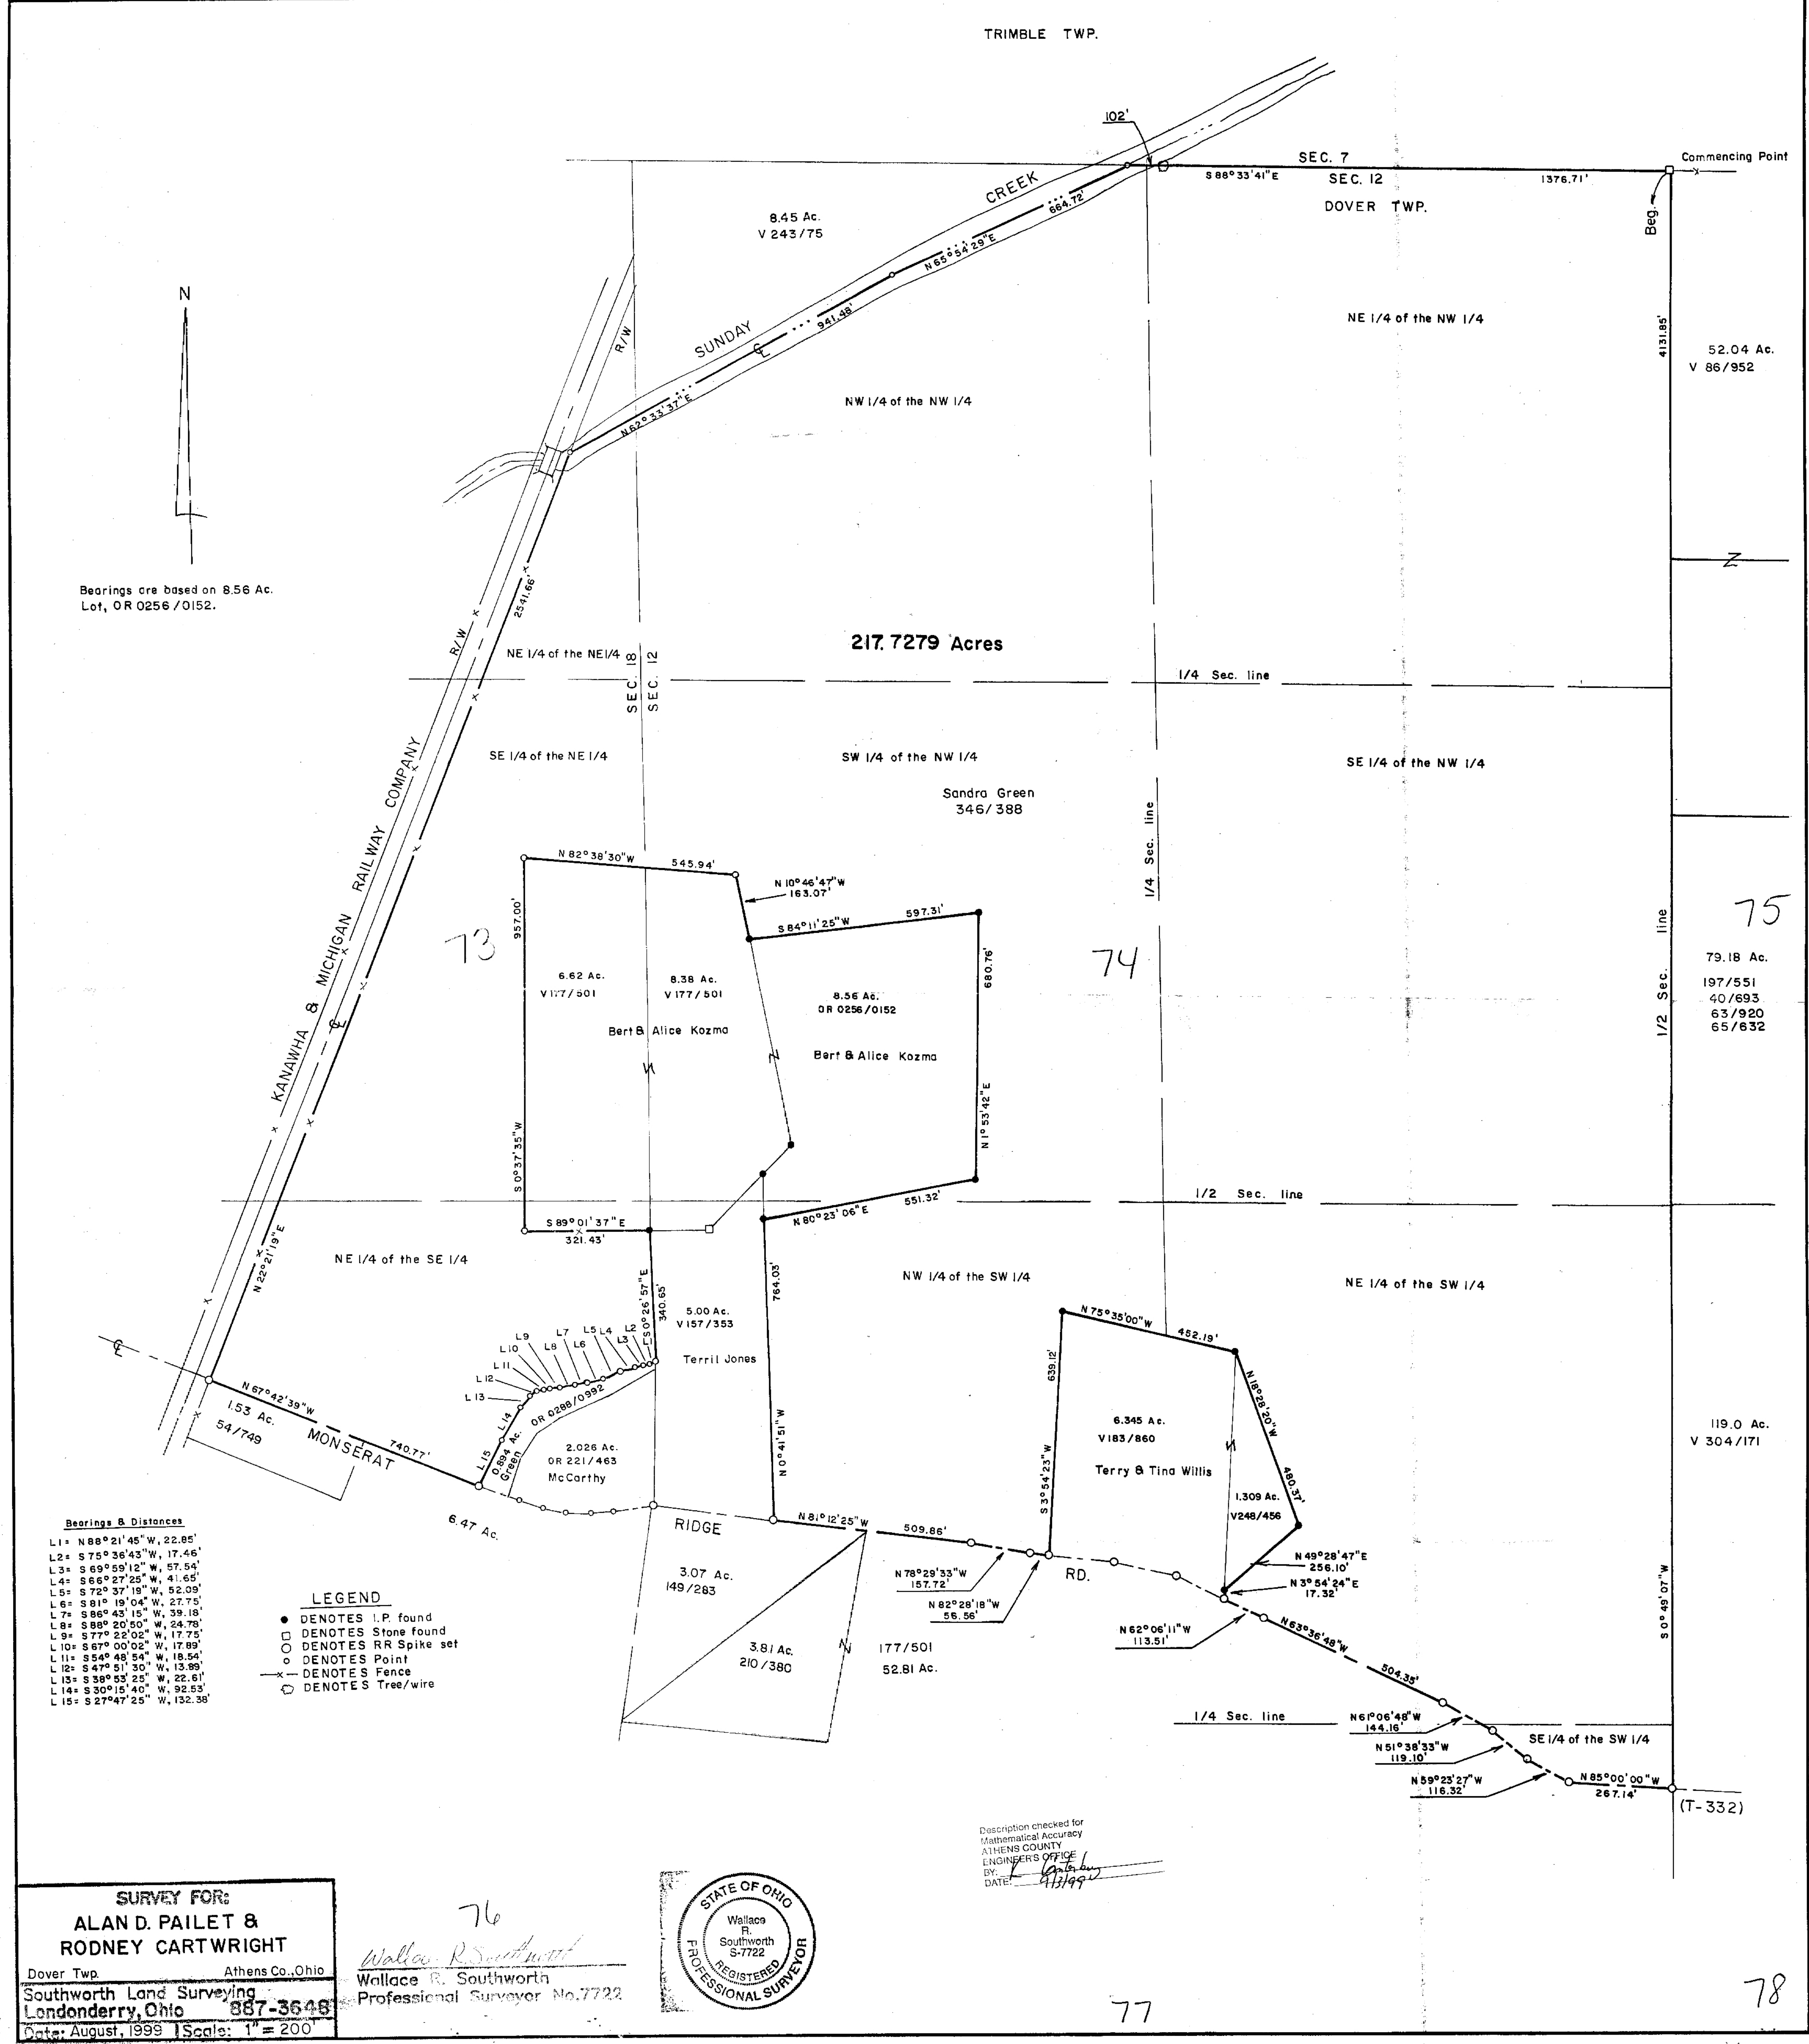 TRIMBLE TWP.
102'
SEC. 7
Commencing Point
S 88°33'41"E
SEC. 12
1376.71'
DOVER TWP.
Beg.
CREEK
664.72'
8.45 Ac.
V 243/75
N 65°54'29"E
N
NE 1/4 of the NW 1/4
4131.85'
R/W
SUNDAY
941.48'
52.04 Ac.
V 86/952
NW 1/4 of the NW 1/4
N 62°33'37"E
Bearings are based on 8.56 Ac.
Lot, OR 0256/0152.
2541.66'
R/W
217.7279 Acres
NE 1/4 of the NE 1/4
SEC. 18
SEC. 12
1/4 Sec. line
SE 1/4 of the NE 1/4
SW 1/4 of the NW 1/4
SE 1/4 of the NW 1/4
Sandra Green
346/388
KANAWHA & MICHIGAN RAILWAY COMPANY
1/4 Sec. line
N 82°38'30"W
545.94'
N 10°46'47"W
163.07'
957.00'
S 84°11'25"W
597.31'
75
73
74
680.76'
1/2 Sec. line
79.18 Ac.
197/551
40/693
63/920
65/632
6.62 Ac.
V 177/501
8.38 Ac.
V 177/501
8.56 Ac.
OR 0256/0152
Bert & Alice Kozma
Bert & Alice Kozma
S 0°37'35"W
N 1°53'42"E
1/2 Sec. line
551.32'
N 80°23'06"E
S 89°01'37"E
321.43'
N 22°21'19"E
NE 1/4 of the SE 1/4
NW 1/4 of the SW 1/4
NE 1/4 of the SW 1/4
S 0°26'57"E
340.65'
764.03'
5.00 Ac.
V 157/353
Terril Jones
L1
L2
L3
L4
L5
L6
L7
L8
L9
L10
L11
L12
L13
L14
L15
N 75°35'00"W
452.19'
639.12'
N 18°28'20"W
480.37'
N 67°42'39"W
740.77'
1.53 Ac.
54/749
MONSERAT
OR 0288/0992
0.894 Ac.
Green
2.026 Ac.
OR 221/463
McCarthy
N 0°41'51"W
S 3°54'23"W
6.345 Ac.
V183/860
Terry & Tina Willis
1.309 Ac.
V248/456
119.0 Ac.
V 304/171
6.47 Ac.
RIDGE
N 81°12'25"W
509.86'
N 49°28'47"E
256.10'
N 3°54'24"E
17.32'
RD.
N 78°29'33"W
157.72'
N 82°28'18"W
56.56'
3.07 Ac.
149/283
N 62°06'11"W
113.51'
N 63°36'48"W
504.35'
S 0°49'07"W
3.81 Ac.
210/380
177/501
52.81 Ac.
1/4 Sec. line
N 61°06'48"W
144.16'
N 51°38'33"W
119.10'
SE 1/4 of the SW 1/4
N 59°23'27"W
116.32'
N 85°00'00"W
267.14'
(T-332)
Bearings & Distances
L 1= N 88°21'45"W, 22.85'
L 2= S 75°36'43"W, 17.46'
L 3= S 69°59'12"W, 57.54'
L 4= S 66°27'25"W, 41.65'
L 5= S 72°37'19"W, 52.09'
L 6= S 81°19'04"W, 27.75'
L 7= S 86°43'15"W, 39.18'
L 8= S 88°20'50"W, 24.78'
L 9= S 77°22'02"W, 17.75'
L 10= S 67°00'02"W, 17.89'
L 11= S 54°48'54"W, 18.54'
L 12= S 47°51'30"W, 13.99'
L 13= S 38°53'25"W, 22.61'
L 14= S 30°15'40"W, 92.53'
L 15= S 27°47'25"W, 132.38'
LEGEND
DENOTES I.P. found
DENOTES Stone found
DENOTES RR Spike set
DENOTES Point
—x— DENOTES Fence
DENOTES Tree/wire
Description checked for
Mathematical Accuracy
ATHENS COUNTY
ENGINEERS OFFICE
BY:
DATE: 9/3/99
SURVEY FOR:
ALAN D. PAILET &
RODNEY CARTWRIGHT
Dover Twp. Athens Co., Ohio
Southworth Land Surveying
Londonderry, Ohio 887-3648
Date: August, 1999 Scale: 1" = 200'
76
Wallace R. Southworth
Wallace R. Southworth
Professional Surveyor No. 7722
STATE OF OHIO
Wallace
R.
Southworth
S-7722
REGISTERED
PROFESSIONAL SURVEYOR
77
78